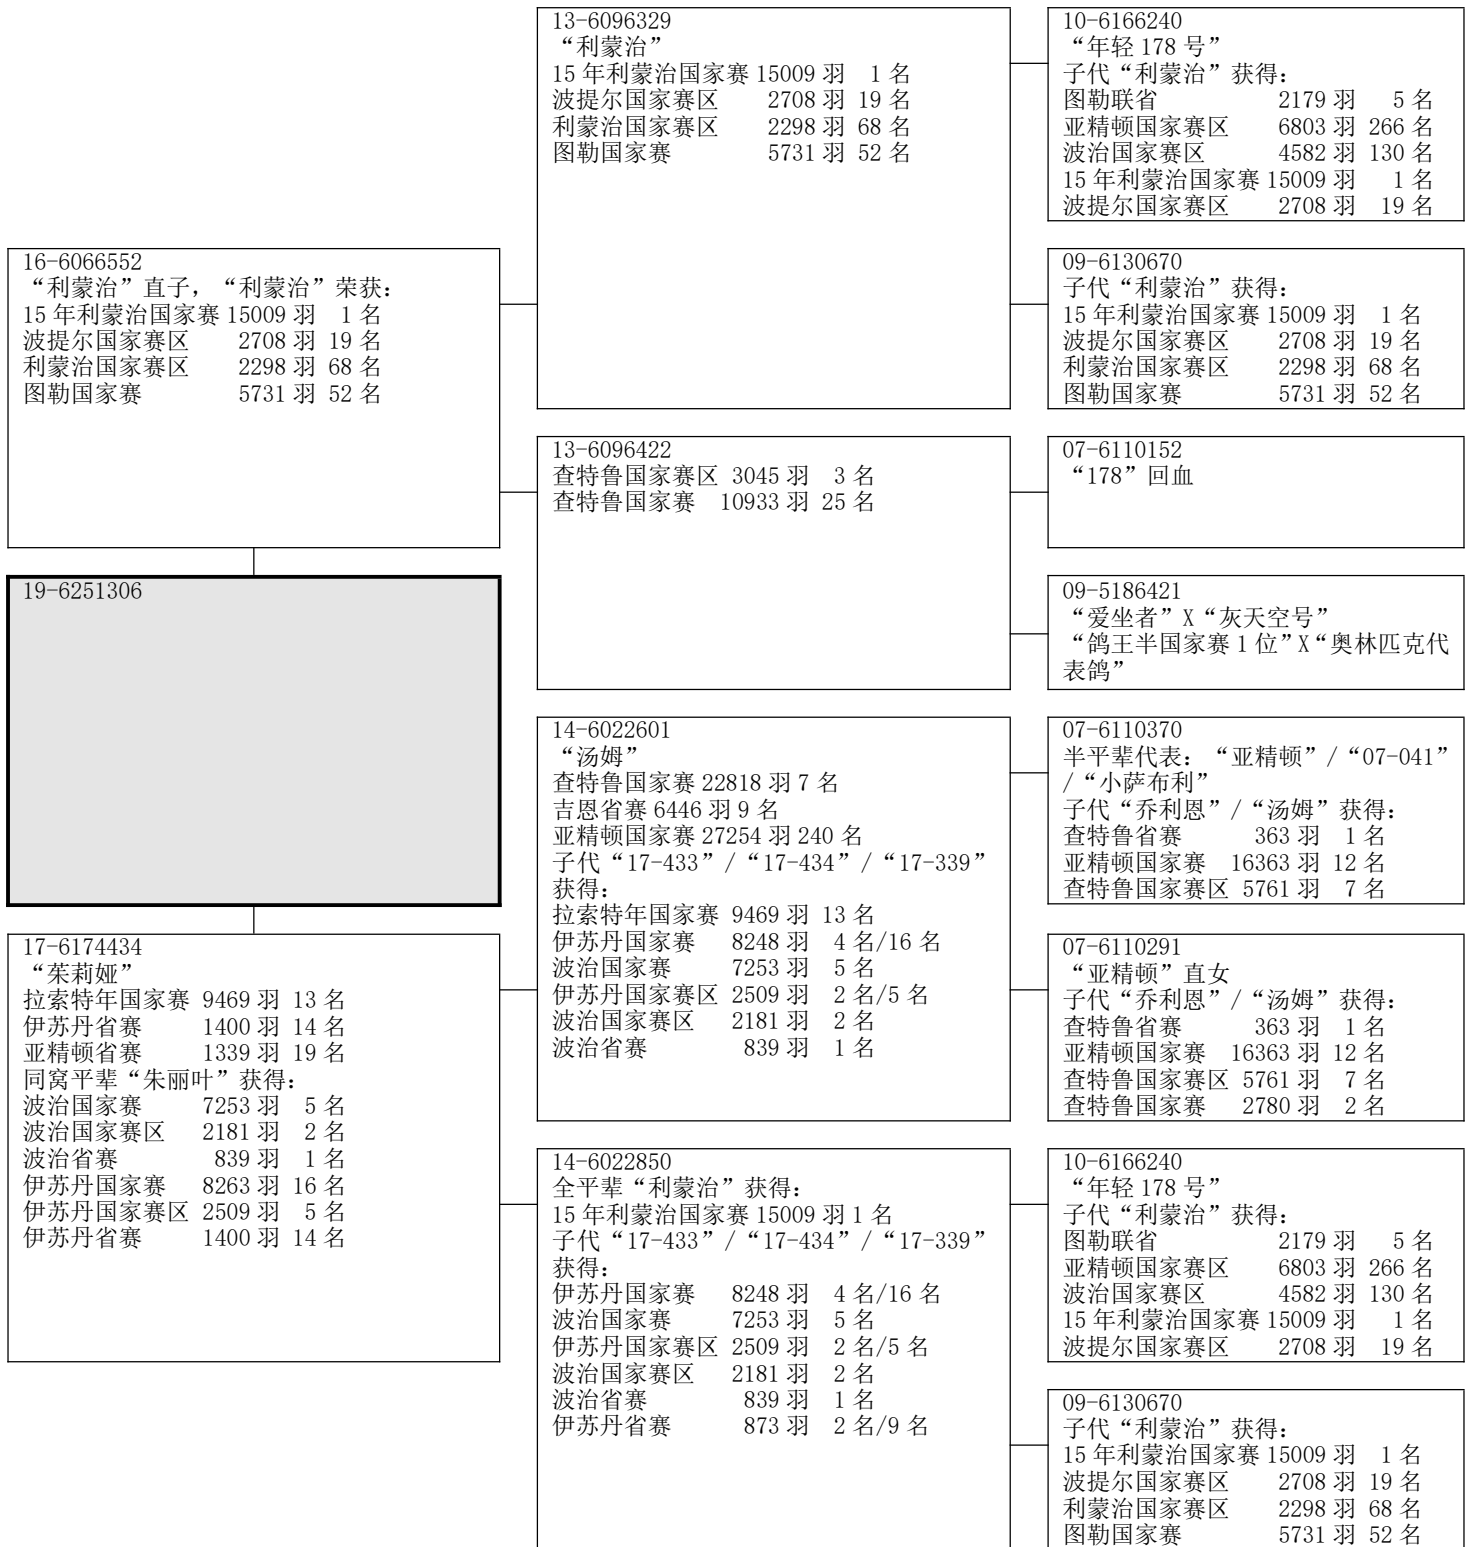 13-6096329
“利蒙治”
15年利蒙治国家赛 15009羽 1名
波提尔国家赛区 2708羽 19名
利蒙治国家赛区 2298羽 68名
图勒国家赛 5731羽 52名
10-6166240
“年轻178号”
子代“利蒙治”获得：
图勒联省 2179羽 5名
亚精顿国家赛区 6803羽 266名
波治国家赛区 4582羽 130名
15年利蒙治国家赛 15009羽 1名
波提尔国家赛区 2708羽 19名
16-6066552
“利蒙治”直子，“利蒙治”荣获：
15年利蒙治国家赛 15009羽 1名
波提尔国家赛区 2708羽 19名
利蒙治国家赛区 2298羽 68名
图勒国家赛 5731羽 52名
09-6130670
子代“利蒙治”获得：
15年利蒙治国家赛 15009羽 1名
波提尔国家赛区 2708羽 19名
利蒙治国家赛区 2298羽 68名
图勒国家赛 5731羽 52名
13-6096422
查特鲁国家赛区 3045羽 3名
查特鲁国家赛 10933羽 25名
07-6110152
“178”回血
19-6251306
09-5186421
“爱坐者”X“灰天空号”
“鸽王半国家赛1位”X“奥林匹克代
表鸽”
14-6022601
“汤姆”
查特鲁国家赛 22818羽 7名
吉恩省赛 6446羽 9名
亚精顿国家赛 27254羽 240名
子代“17-433”/“17-434”/“17-339”
获得：
拉索特年国家赛 9469羽 13名
伊苏丹国家赛 8248羽 4名/16名
波治国家赛 7253羽 5名
伊苏丹国家赛区 2509羽 2名/5名
波治国家赛区 2181羽 2名
波治省赛 839羽 1名
07-6110370
半平辈代表：“亚精顿”/“07-041”
/“小萨布利”
子代“乔利恩”/“汤姆”获得：
查特鲁省赛 363羽 1名
亚精顿国家赛 16363羽 12名
查特鲁国家赛区 5761羽 7名
17-6174434
“茱莉娅”
拉索特年国家赛 9469羽 13名
伊苏丹省赛 1400羽 14名
亚精顿省赛 1339羽 19名
同窝平辈“朱丽叶”获得：
波治国家赛 7253羽 5名
波治国家赛区 2181羽 2名
波治省赛 839羽 1名
伊苏丹国家赛 8263羽 16名
伊苏丹国家赛区 2509羽 5名
伊苏丹省赛 1400羽 14名
07-6110291
“亚精顿”直女
子代“乔利恩”/“汤姆”获得：
查特鲁省赛 363羽 1名
亚精顿国家赛 16363羽 12名
查特鲁国家赛区 5761羽 7名
查特鲁国家赛 2780羽 2名
14-6022850
全平辈“利蒙治”获得：
15年利蒙治国家赛 15009羽 1名
子代“17-433”/“17-434”/“17-339”
获得：
伊苏丹国家赛 8248羽 4名/16名
波治国家赛 7253羽 5名
伊苏丹国家赛区 2509羽 2名/5名
波治国家赛区 2181羽 2名
波治省赛 839羽 1名
伊苏丹省赛 873羽 2名/9名
10-6166240
“年轻178号”
子代“利蒙治”获得：
图勒联省 2179羽 5名
亚精顿国家赛区 6803羽 266名
波治国家赛区 4582羽 130名
15年利蒙治国家赛 15009羽 1名
波提尔国家赛区 2708羽 19名
09-6130670
子代“利蒙治”获得：
15年利蒙治国家赛 15009羽 1名
波提尔国家赛区 2708羽 19名
利蒙治国家赛区 2298羽 68名
图勒国家赛 5731羽 52名